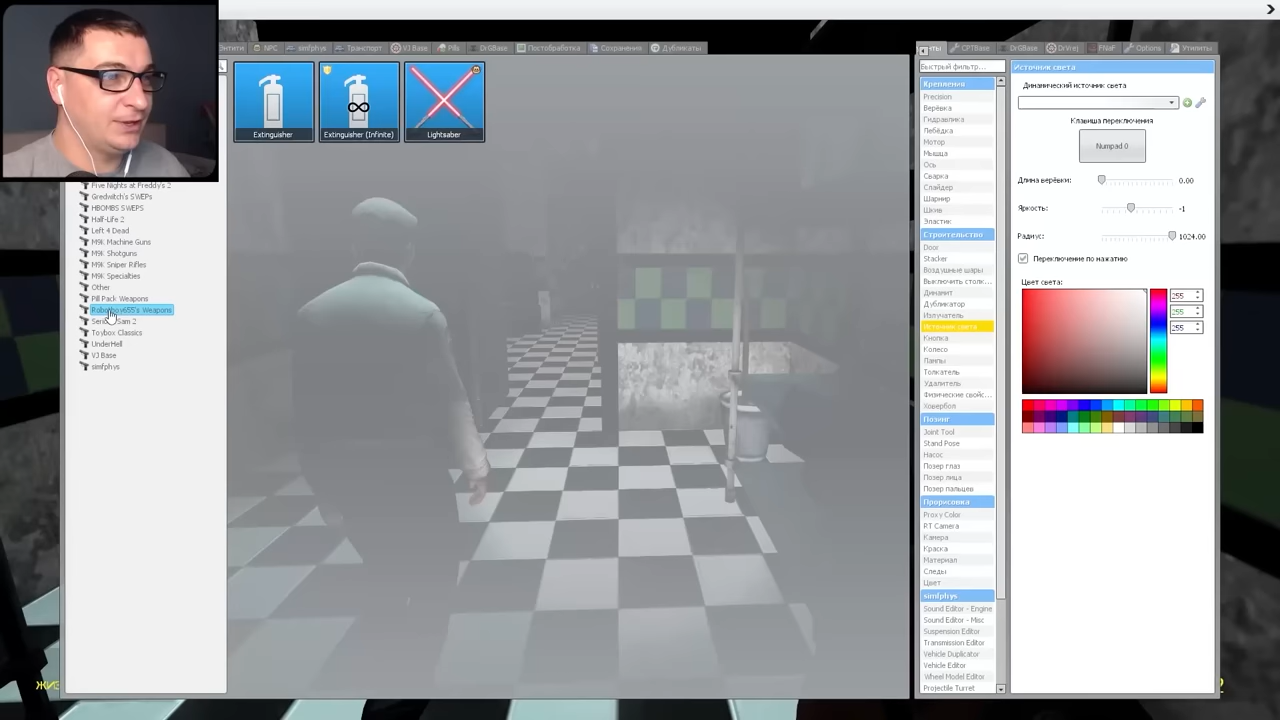 нтити NPC simfphys Транспорт VJ Base Pills DrGBase Постобработка Сохранения Дубликаты
нты CPTBase DrGBase DrVrej FNaF Options Утилиты
Extinguisher
Extinguisher (Infinite)
Lightsaber
Five Nights at Freddy's 2
Gredwitch's SWEPs
HBOMBS SWEPS
Half-Life 2
Left 4 Dead
M9K Machine Guns
M9K Shotguns
M9K Sniper Rifles
M9K Specialties
Other
Pill Pack Weapons
Robotboy655's Weapons
Sam 2
Toybox Classics
UnderHell
VJ Base
simfphys
Быстрый фильтр...
Крепления
Precision
Верёвка
Гидравлика
Лебёдка
Мотор
Мышца
Ось
Сварка
Слайдер
Шарнир
Шкив
Эластик
Строительство
Door
Stacker
Воздушные шары
Выключить столк...
Динамит
Дубликатор
Излучатель
Источник света
Кнопка
Колесо
Лампы
Толкатель
Удалитель
Физические свойс...
Ховербол
Позинг
Joint Tool
Stand Pose
Насос
Позер глаз
Позер лица
Позер пальцев
Прорисовка
Proxy Color
RT Camera
Камера
Краска
Материал
Следы
Цвет
simfphys
Sound Editor - Engine
Sound Editor - Misc
Suspension Editor
Transmission Editor
Vehicle Duplicator
Vehicle Editor
Wheel Model Editor
Projectile Turret
Источник света
Динамический источник света
Клавиша переключения
Numpad 0
Длина верёвки: 0.00
Яркость: -1
Радиус: 1024.00
Переключение по нажатию
Цвет света:
255
255
255